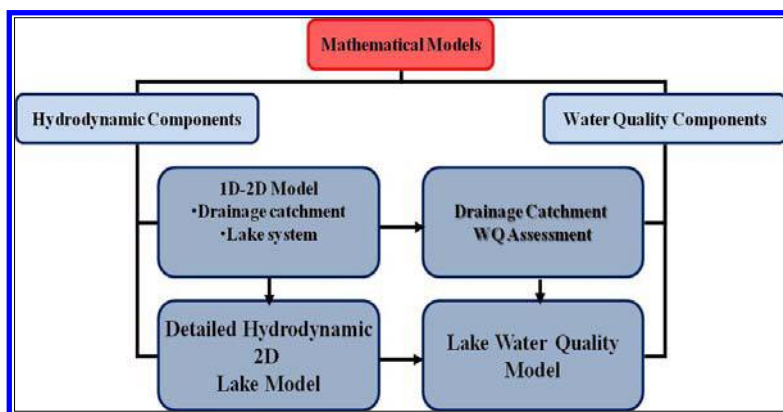 Mathematical Models
Hydrodynamic Components
Water Quality Components
1D-2D Model
•Drainage catchment
•Lake system
Drainage Catchment
WQ Assessment
Detailed Hydrodynamic
2D
Lake Model
Lake Water Quality
Model